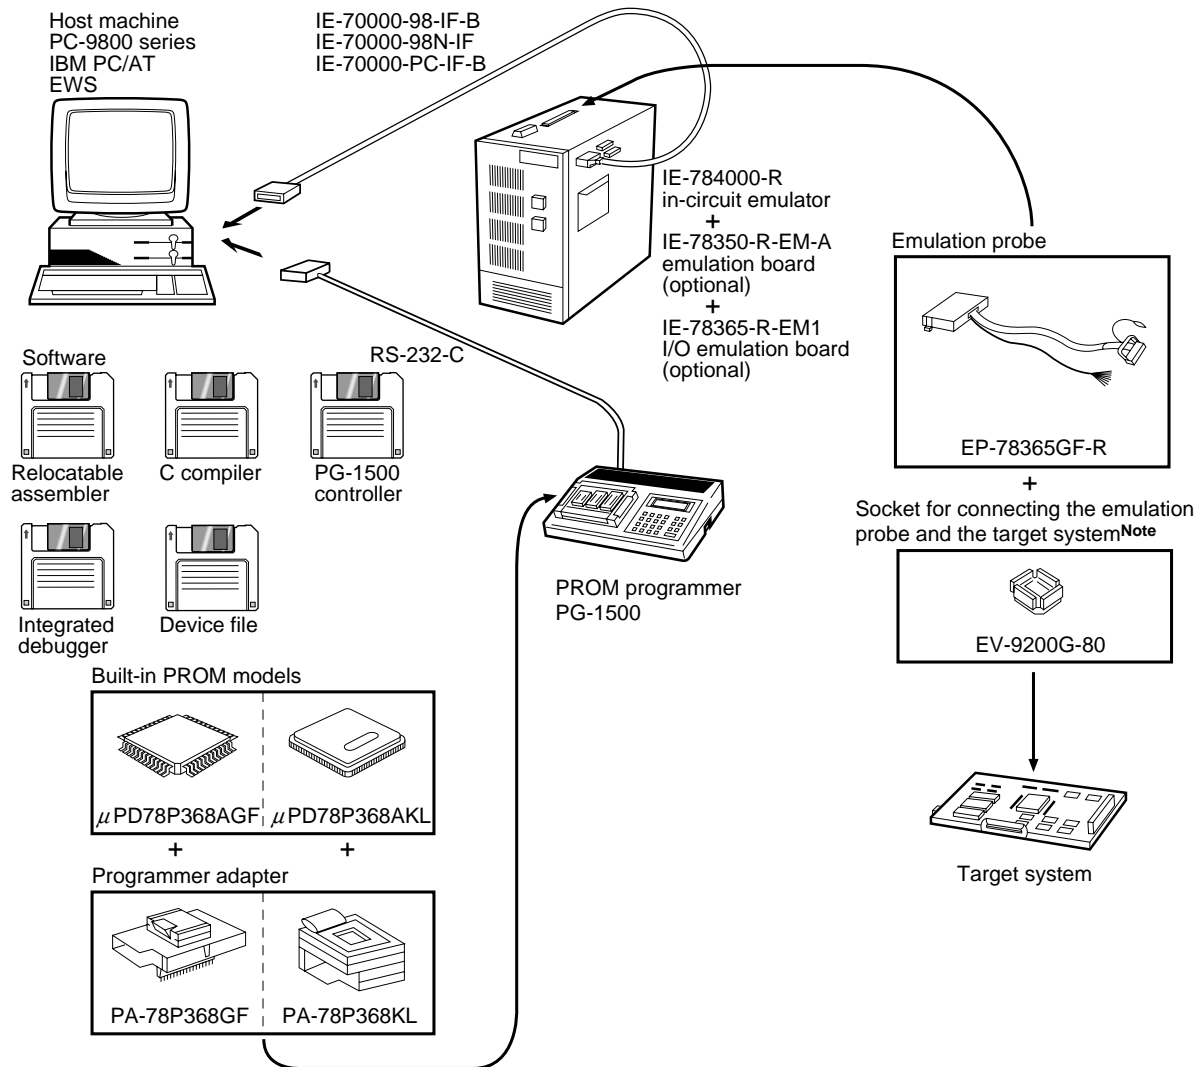 Host machine
PC-9800 series
IBM PC/AT
EWS
IE-70000-98-IF-B
IE-70000-98N-IF
IE-70000-PC-IF-B
IE-784000-R
in-circuit emulator
+
IE-78350-R-EM-A
emulation board
(optional)
+
IE-78365-R-EM1
I/O emulation board
(optional)
Emulation probe
EP-78365GF-R
+
Socket for connecting the emulation
probe and the target systemNote
EV-9200G-80
Target system
RS-232-C
PROM programmer
PG-1500
Software
Relocatable
assembler
C compiler
PG-1500
controller
Integrated
debugger
Device file
Built-in PROM models
μPD78P368AGF
μPD78P368AKL
+
+
Programmer adapter
PA-78P368GF
PA-78P368KL